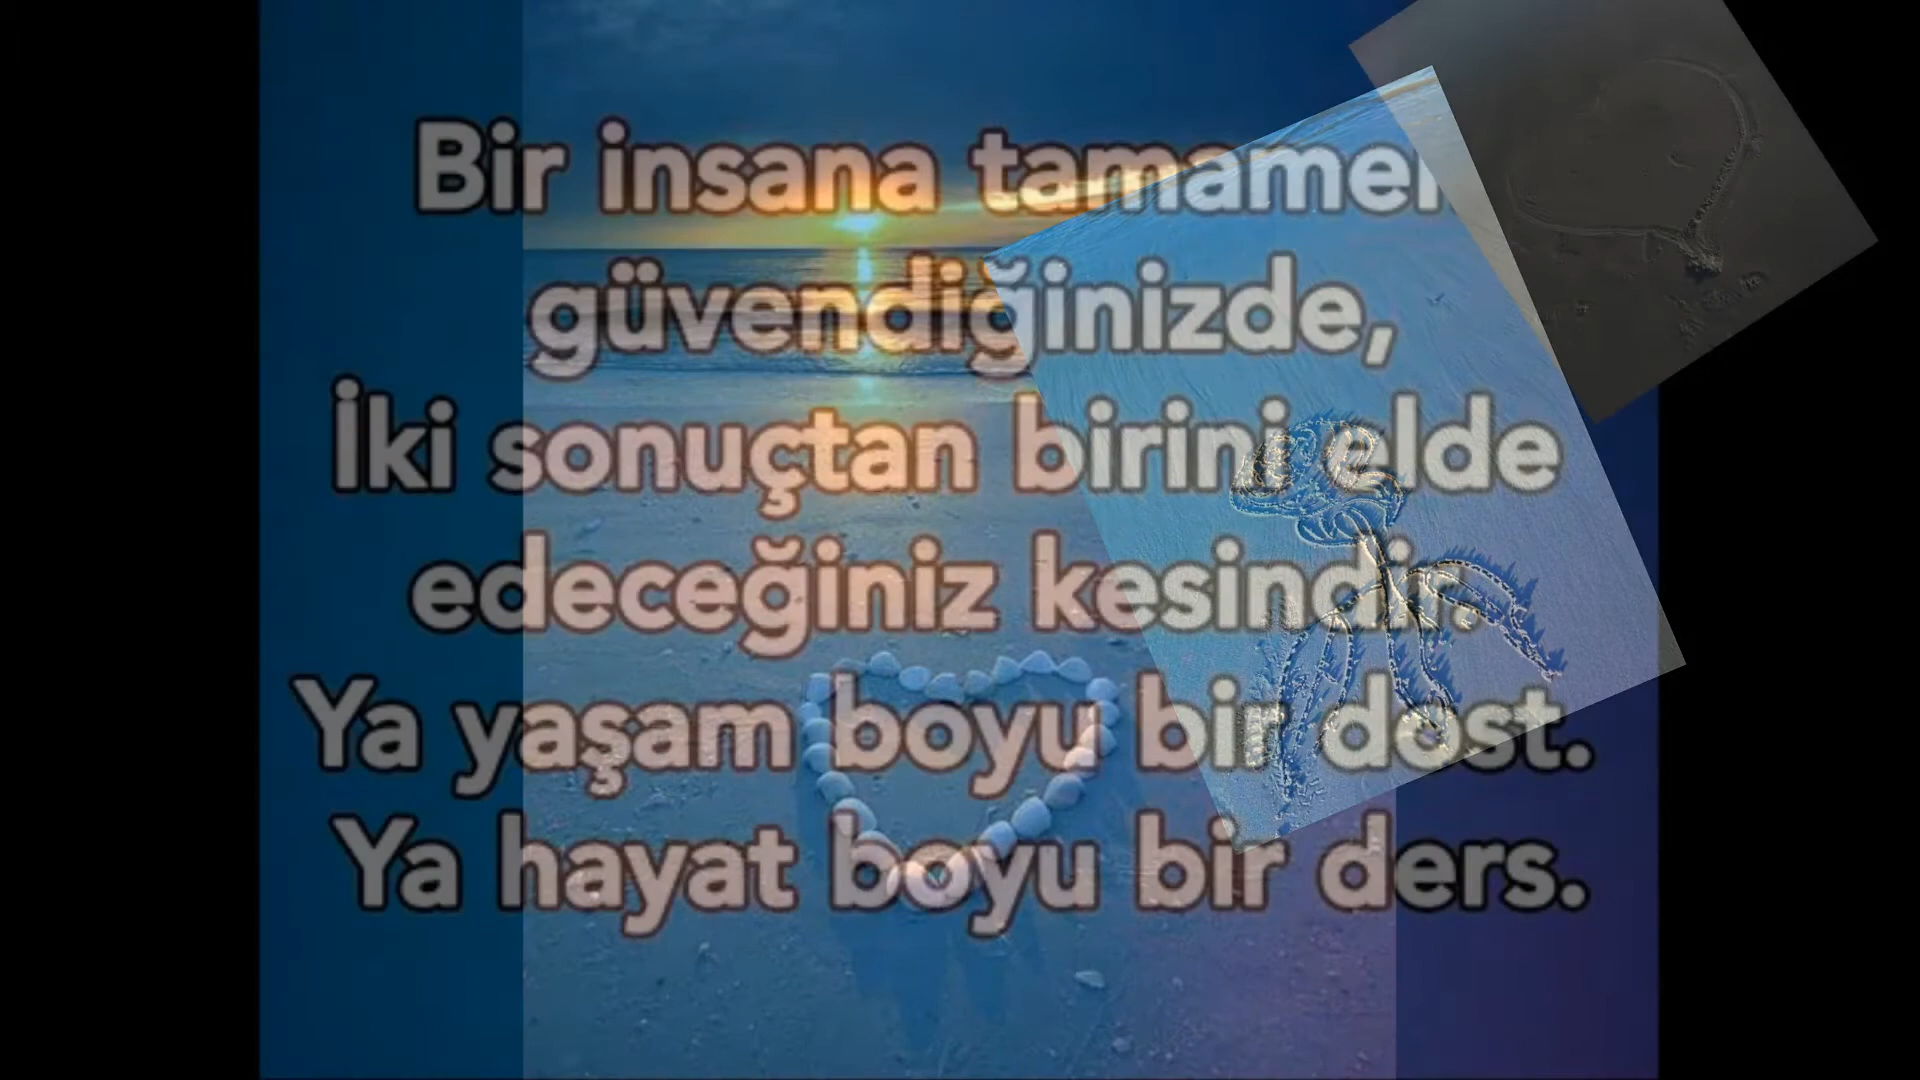 Bir insana tamamen
güvendiğinizde,
İki sonuçtan birini elde
edeceğiniz kesindir.
Ya yaşam boyu bir dost.
Ya hayat boyu bir ders.